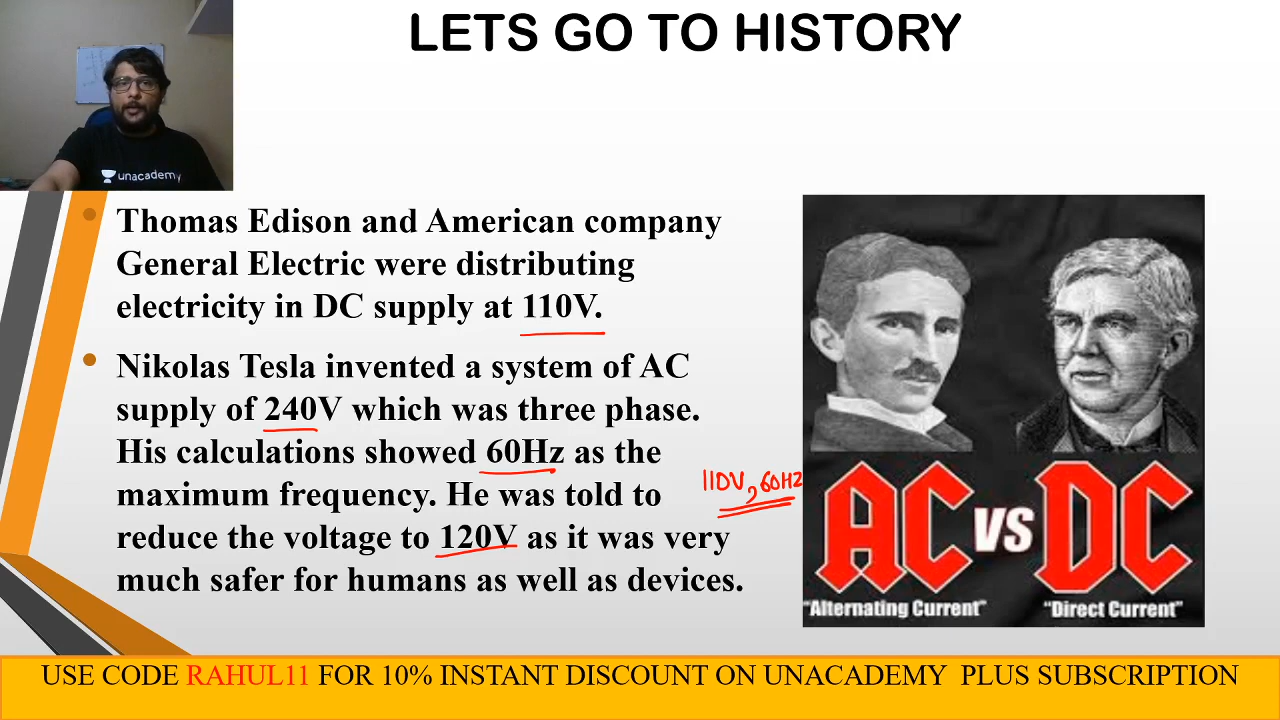 LETS GO TO HISTORY
unacademy
Thomas Edison and American company
General Electric were distributing
electricity in DC supply at 110V.
Nikolas Tesla invented a system of AC
supply of 240V which was three phase.
His calculations showed 60Hz as the
maximum frequency. He was told to
reduce the voltage to 120V as it was very
much safer for humans as well as devices.
110V, 60HZ
AC VS DC
"Alternating Current" "Direct Current"
USE CODE RAHUL11 FOR 10% INSTANT DISCOUNT ON UNACADEMY PLUS SUBSCRIPTION